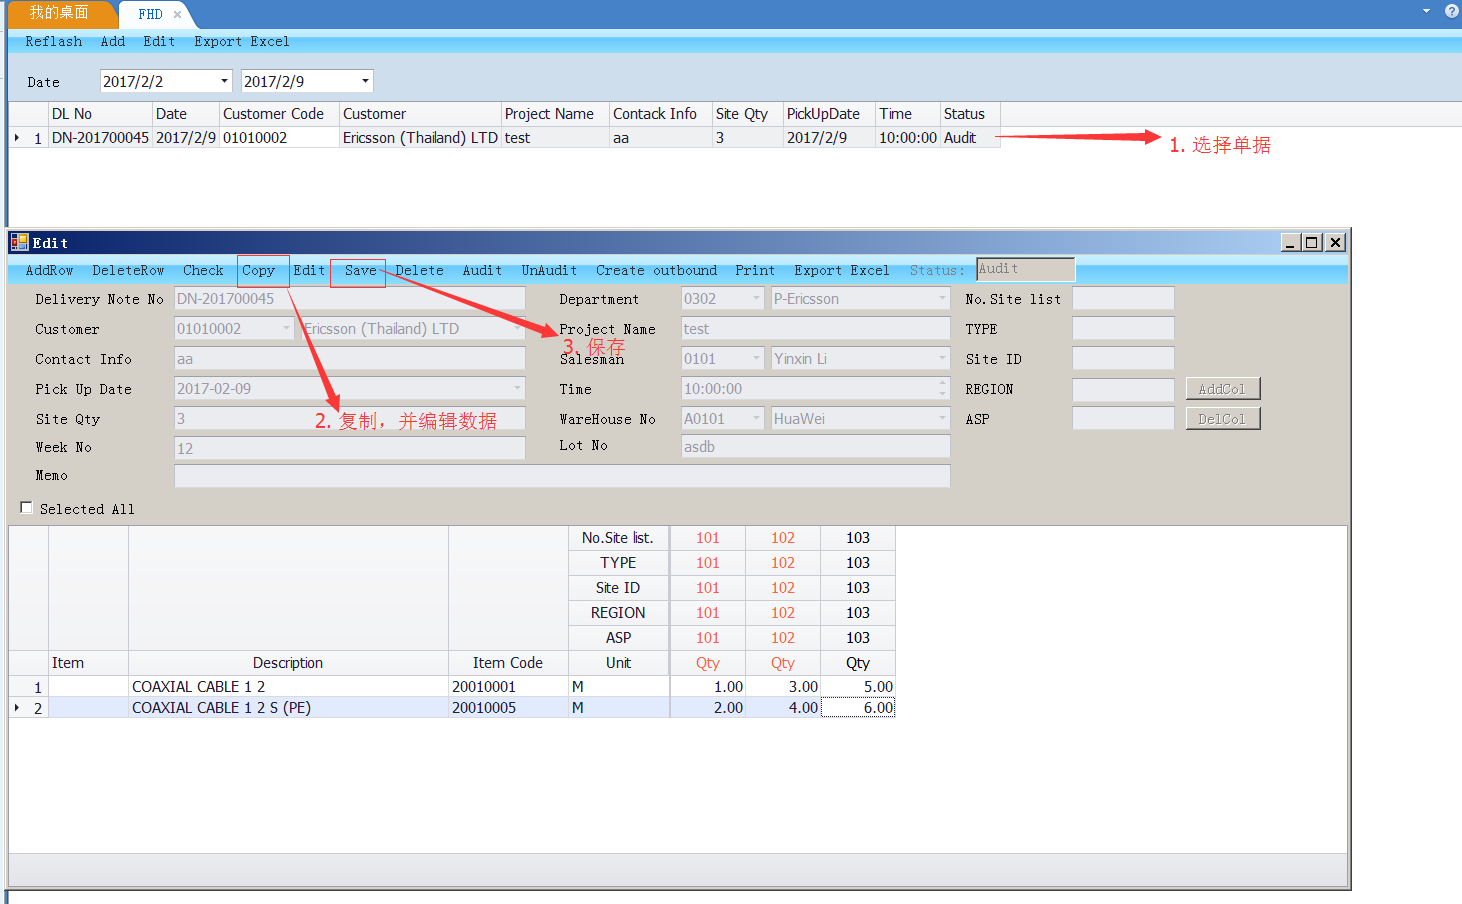 我的桌面 FHD
Reflash Add Edit Export Excel
Date 2017/2/2 2017/2/9
DL No Date Customer Code Customer Project Name Contack Info Site Qty PickUpDate Time Status
1 DN-201700045 2017/2/9 01010002 Ericsson (Thailand) LTD test aa 3 2017/2/9 10:00:00 Audit
1. 选择单据
Edit
AddRow DeleteRow Check Copy Edit Save Delete Audit UnAudit Create outbound Print Export Excel Status: Audit
Delivery Note No DN-201700045 Department 0302 P-Ericsson No.Site list
Customer 01010002 Ericsson (Thailand) LTD Project Name test TYPE
3. 保存
Contact Info aa Salesman 0101 Yinxin Li Site ID
Pick Up Date 2017-02-09 Time 10:00:00 REGION AddCol
Site Qty 3 WareHouse No A0101 HuaWei ASP DelCol
2. 复制，并编辑数据
Week No 12 Lot No asdb
Memo
Selected All
No.Site list. 101 102 103
TYPE 101 102 103
Site ID 101 102 103
REGION 101 102 103
ASP 101 102 103
Item Description Item Code Unit Qty Qty Qty
1 COAXIAL CABLE 1 2 20010001 M 1.00 3.00 5.00
2 COAXIAL CABLE 1 2 S (PE) 20010005 M 2.00 4.00 6.00